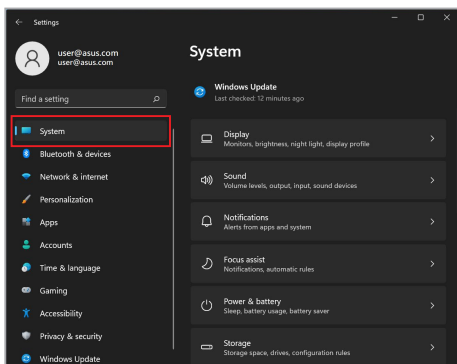 Settings
user@asus.com
user@asus.com
Find a setting
System
Bluetooth & devices
Network & internet
Personalization
Apps
Accounts
Time & language
Gaming
Accessibility
Privacy & security
Windows Update
System
Windows Update
Last checked: 12 minutes ago
Display
Monitors, brightness, night light, display profile
Sound
Volume levels, output, input, sound devices
Notifications
Alerts from apps and system
Focus assist
Notifications, automatic rules
Power & battery
Sleep, battery usage, battery saver
Storage
Storage space, drives, configuration rules